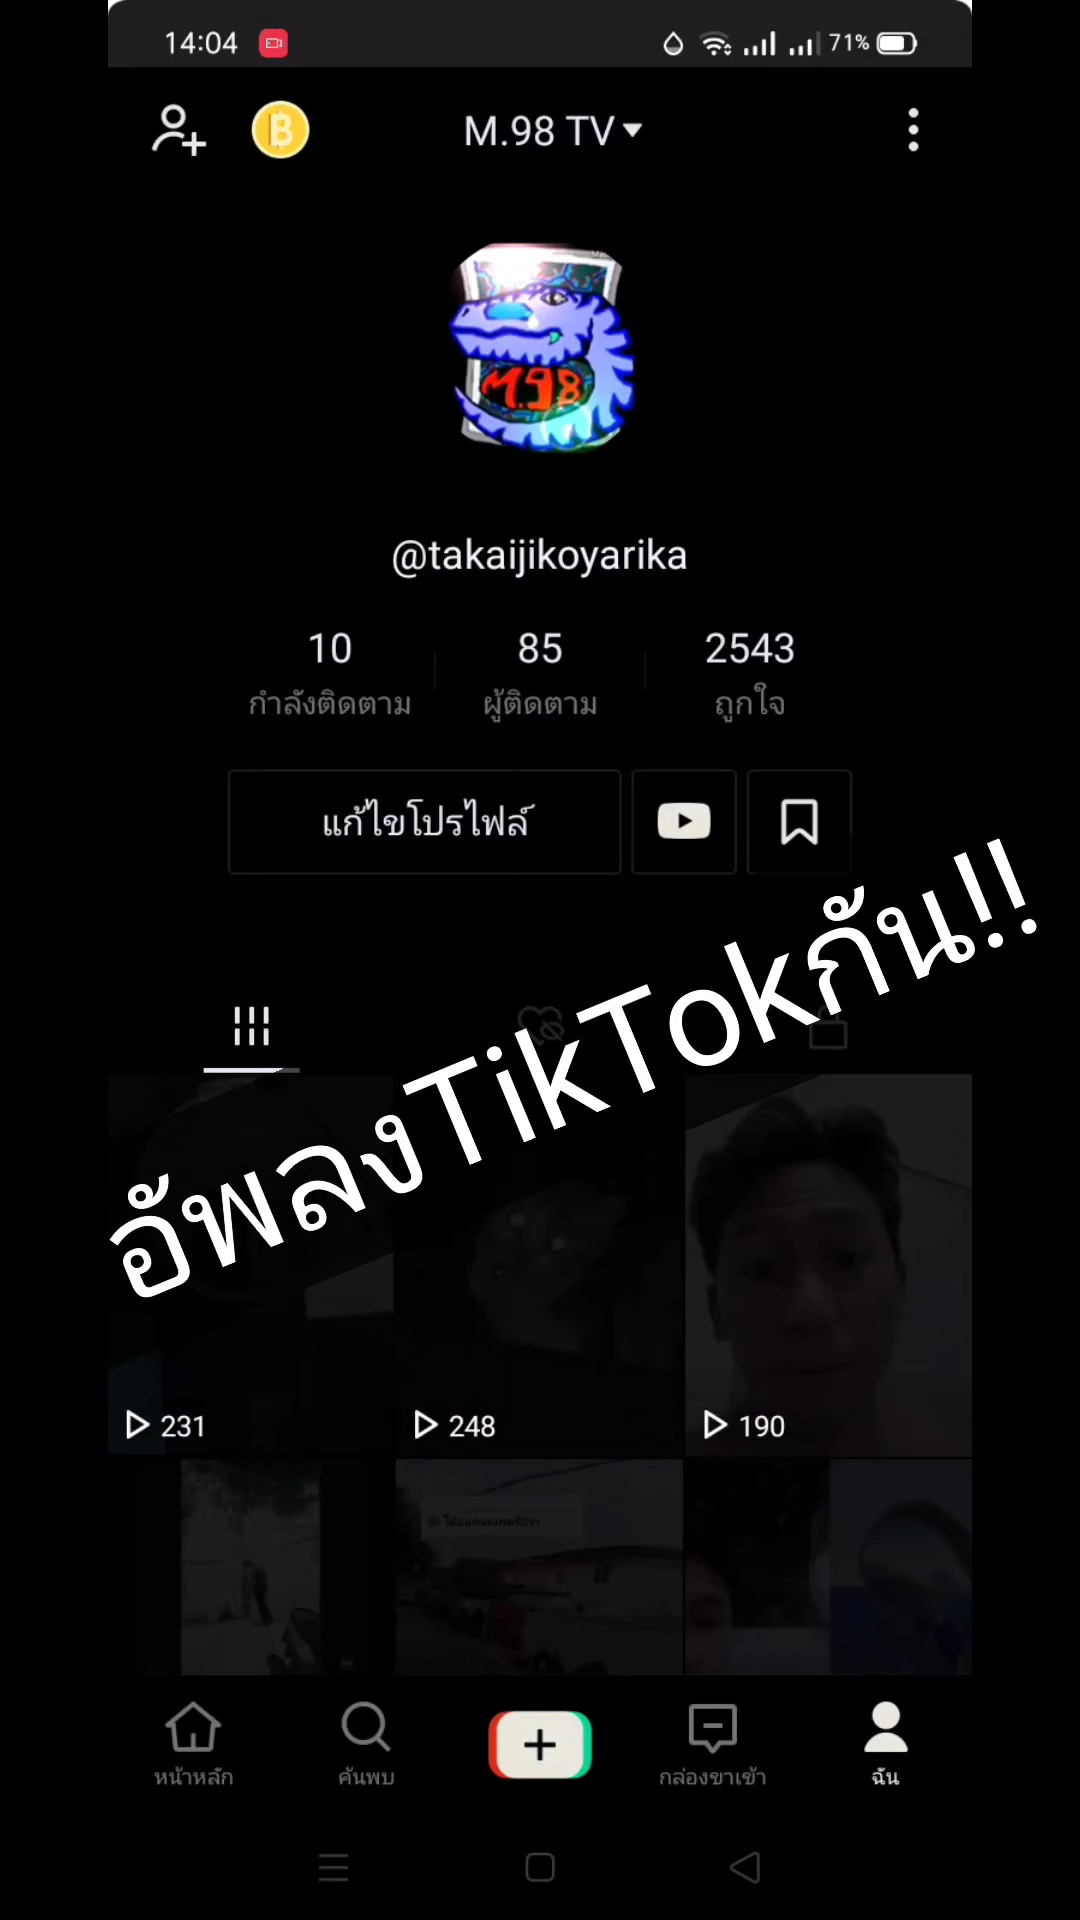 14:04
71%
M.98 TV
M.98
@takaijikoyarika
10 85 2543
กำลังติดตาม ผู้ติดตาม ถูกใจ
แก้ไขโปรไฟล์
อัพลงTikTokกัน!!
231 248 190
หน้าหลัก ค้นพบ กล่องขาเข้า ฉัน